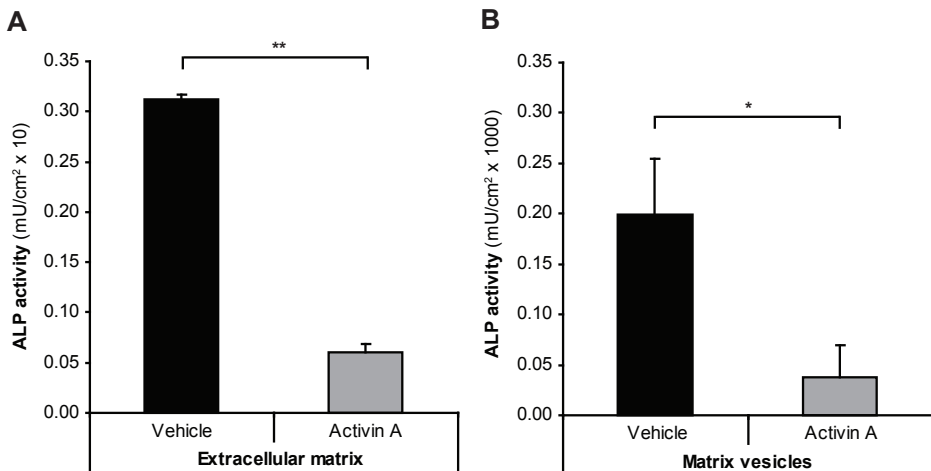 A
**
0.35
0.30
0.25
0.20
0.15
0.10
0.05
0.00
ALP activity (mU/cm² x 10)
Vehicle Activin A
Extracellular matrix
B
*
0.35
0.30
0.25
0.20
0.15
0.10
0.05
0.00
ALP activity (mU/cm² x 1000)
Vehicle Activin A
Matrix vesicles